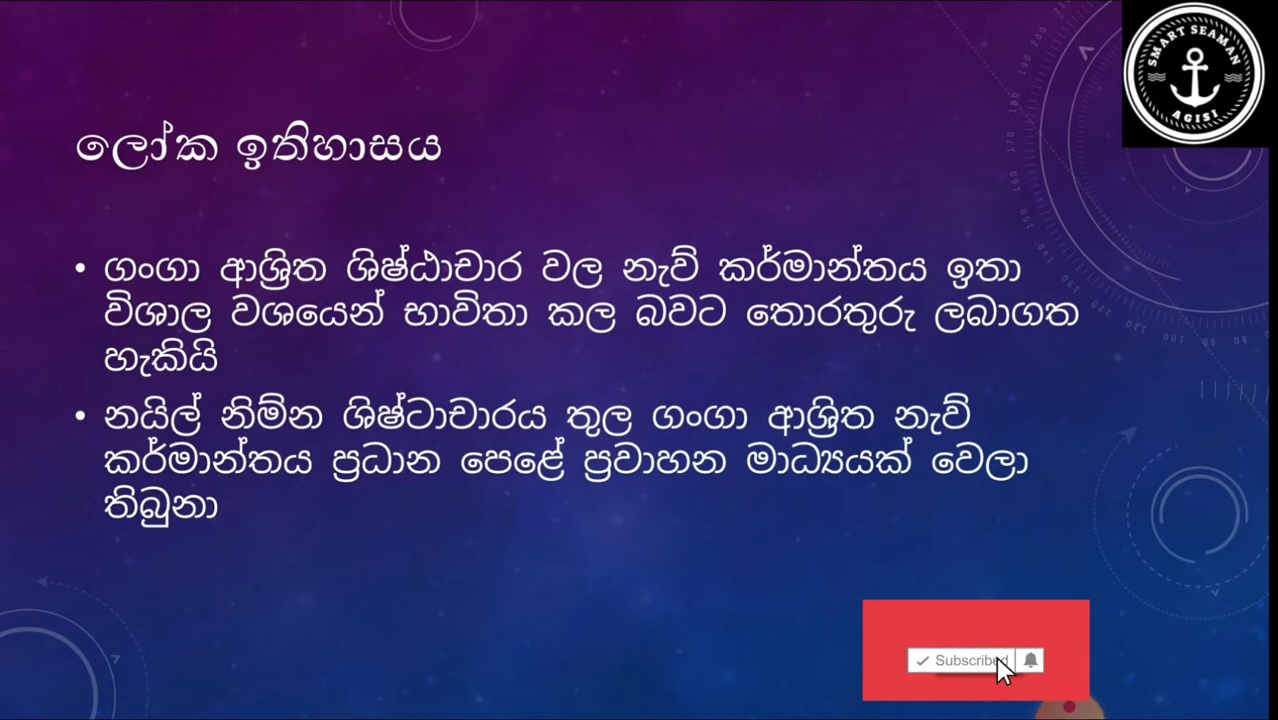 SMART SEAMAN
AGISI
ලෝක ඉතිහාසය
• ගංගා ආශ්‍රිත ශිෂ්ඨාචාර වල නැව් කර්මාන්තය ඉතා
විශාල වශයෙන් භාවිතා කල බවට තොරතුරු ලබාගත
හැකියි
• නයිල් නිම්න ශිෂ්ටාචාරය තුල ගංගා ආශ්‍රිත නැව්
කර්මාන්තය ප්‍රධාන පෙළේ ප්‍රවාහන මාධ්‍යයක් වෙලා
තිබුනා
Subscribed